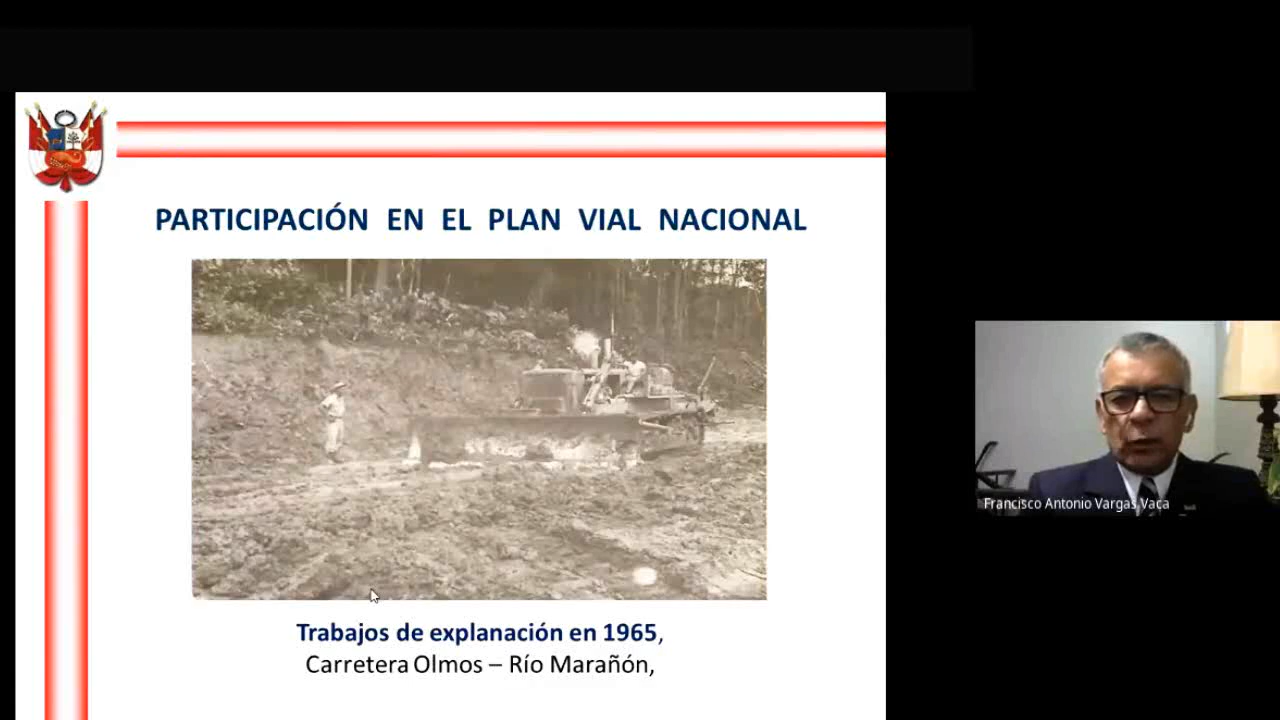 PARTICIPACIÓN EN EL PLAN VIAL NACIONAL
Trabajos de explanación en 1965,
Carretera Olmos – Río Marañón,
Francisco Antonio Vargas Vaca